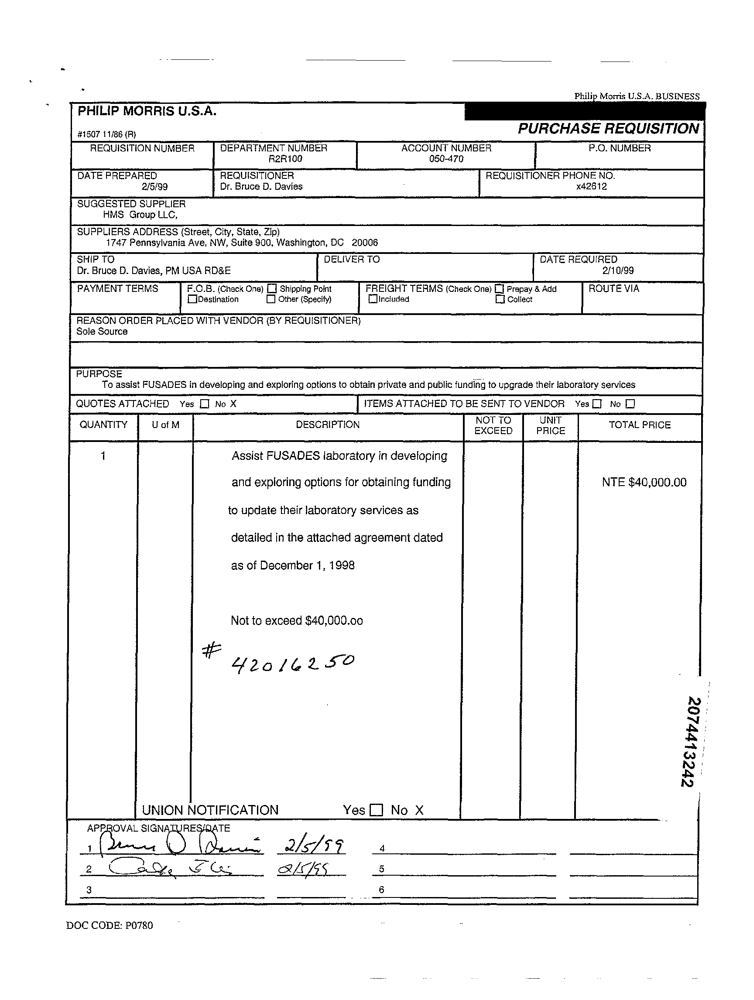 Philip Morris U.S.A. BUSINESS
PHILIP MORRIS U.S.A.
#1507 11/86 (R)
PURCHASE REQUISITION
REQUISITION NUMBER DEPARTMENT NUMBER ACCOUNT NUMBER P.O. NUMBER
R2R100 050-470
DATE PREPARED REQUISITIONER REQUISITIONER PHONE NO.
2/5/99 Dr. Bruce D. Davies x42612
SUGGESTED SUPPLIER
HMS Group LLC,
SUPPLIERS ADDRESS (Street, City, State, Zip)
1747 Pennsylvania Ave, NW, Suite 900, Washington, DC 20006
SHIP TO DELIVER TO DATE REQUIRED
Dr. Bruce D. Davies, PM USA RD&E 2/10/99
PAYMENT TERMS F.O.B. (Check One) ☐ Shipping Point FREIGHT TERMS (Check One) ☐ Prepay & Add ROUTE VIA
☐ Destination ☐ Other (Specify) ☐ Included ☐ Collect
REASON ORDER PLACED WITH VENDOR (BY REQUISITIONER)
Sole Source
PURPOSE
To assist FUSADES in developing and exploring options to obtain private and public funding to upgrade their laboratory services
QUOTES ATTACHED Yes ☐ No X ITEMS ATTACHED TO BE SENT TO VENDOR Yes ☐ No ☐
QUANTITY U of M DESCRIPTION NOT TO EXCEED UNIT PRICE TOTAL PRICE
1 Assist FUSADES laboratory in developing
and exploring options for obtaining funding NTE $40,000.00
to update their laboratory services as
detailed in the attached agreement dated
as of December 1, 1998
Not to exceed $40,000.oo
# 42016250
2074413242
UNION NOTIFICATION Yes ☐ No X
APPROVAL SIGNATURES/DATE
1 Bruce D Davies 2/5/99 4
2 2/5/99 5
3 6
DOC CODE: P0780